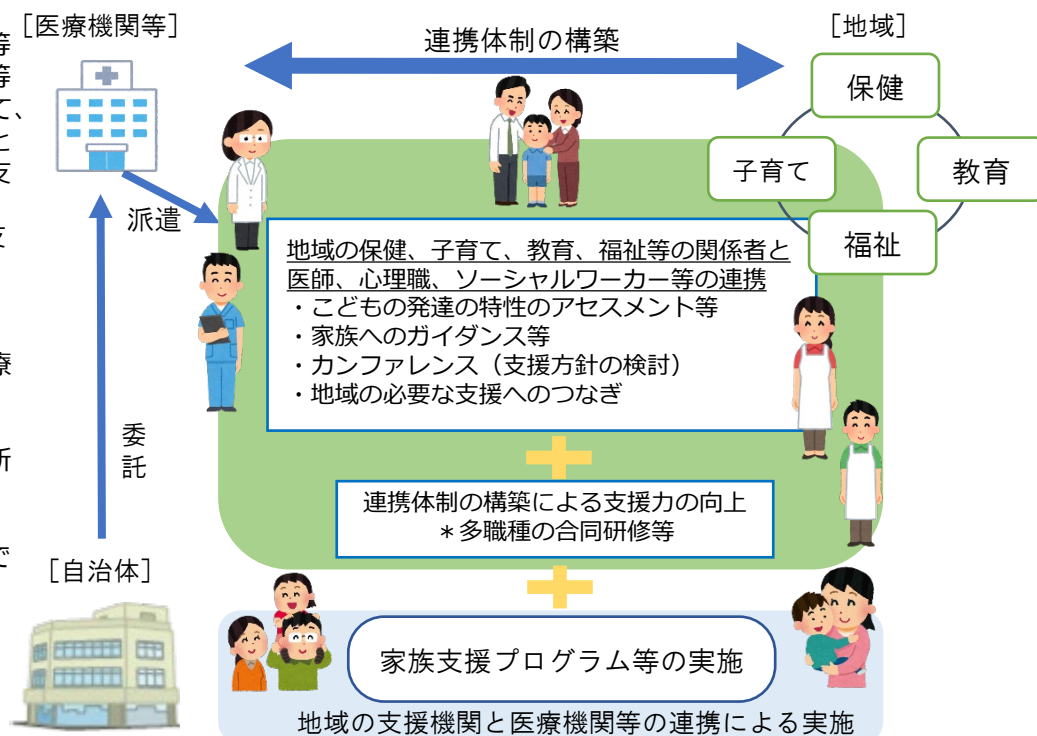 等
等
て、
と
支
支
療
所
で
［医療機関等］
連携体制の構築
［地域］
保健
子育て
教育
福祉
派遣
委託
［自治体］
地域の保健、子育て、教育、福祉等の関係者と
医師、心理職、ソーシャルワーカー等の連携
・こどもの発達の特性のアセスメント等
・家族へのガイダンス等
・カンファレンス（支援方針の検討）
・地域の必要な支援へのつなぎ
連携体制の構築による支援力の向上
＊多職種の合同研修等
家族支援プログラム等の実施
地域の支援機関と医療機関等の連携による実施